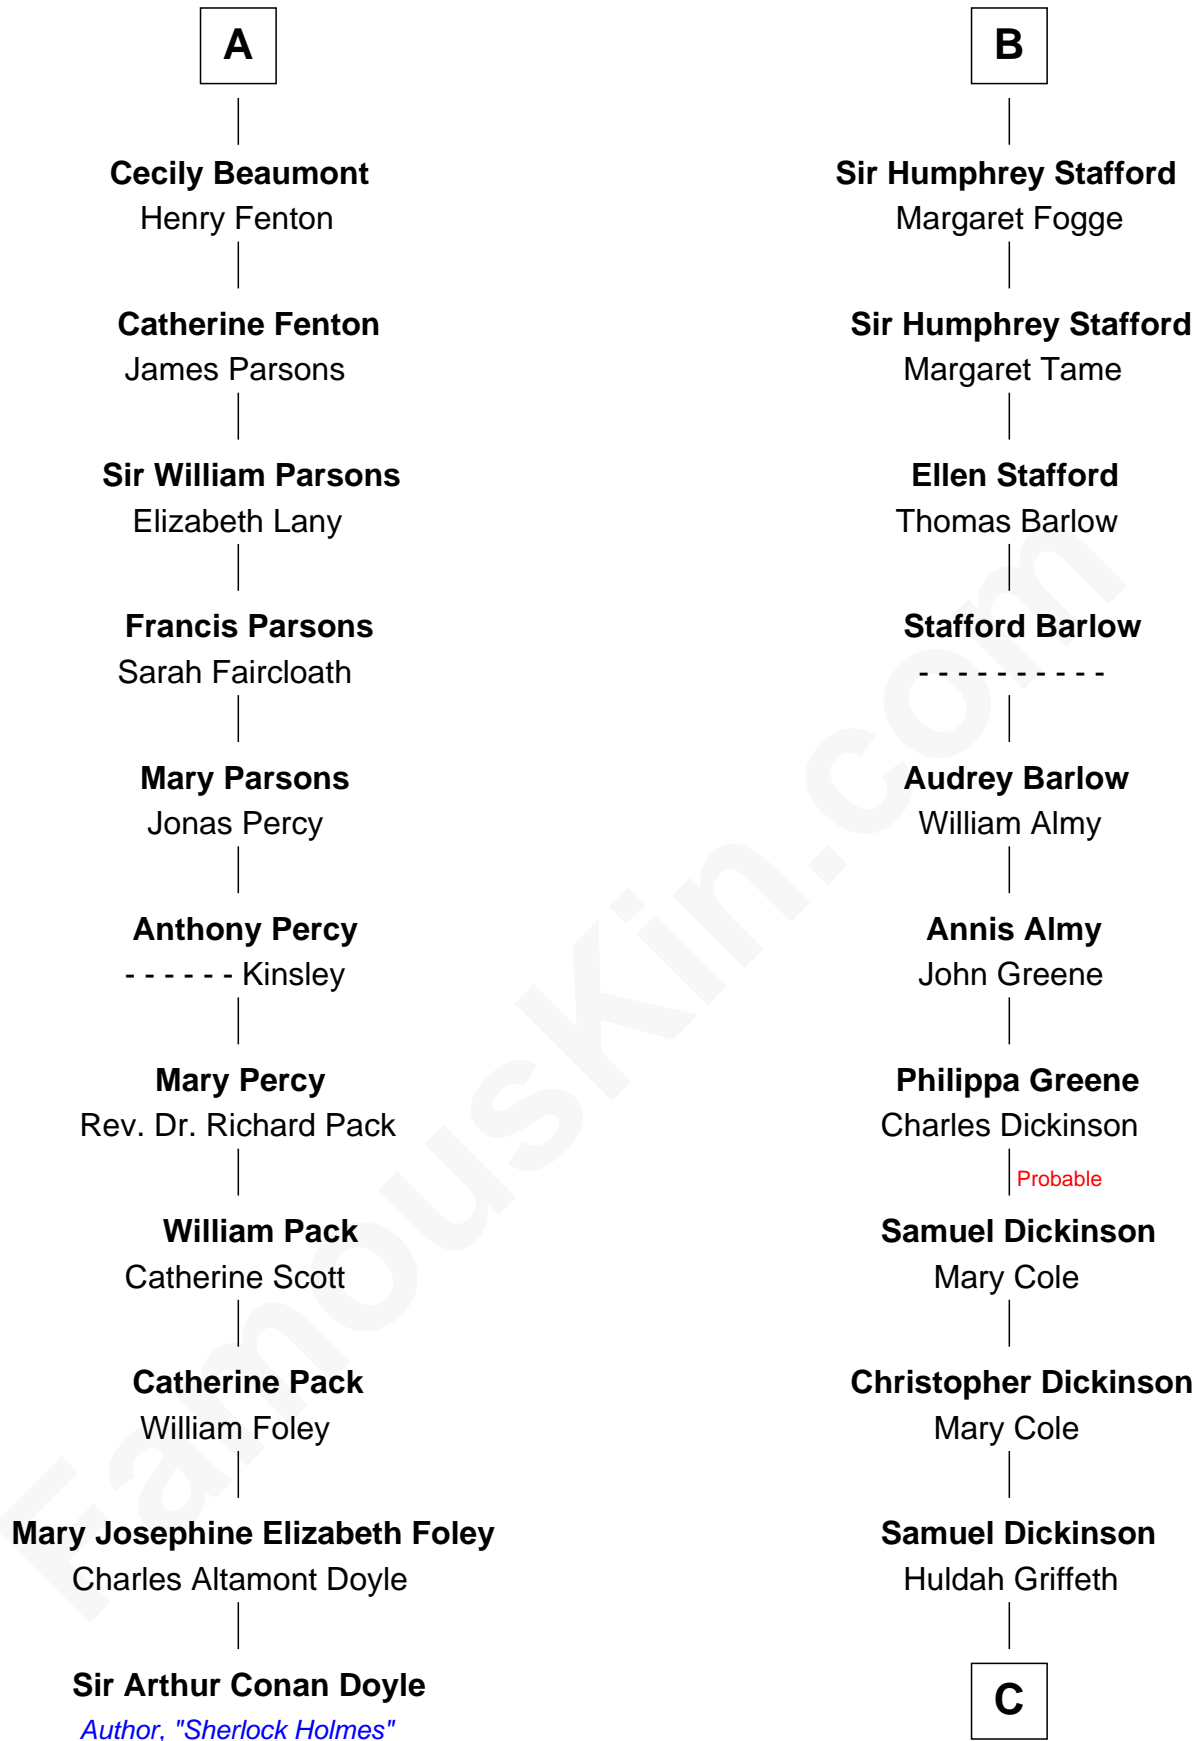 A
Cecily Beaumont
Henry Fenton
Catherine Fenton
James Parsons
Sir William Parsons
Elizabeth Lany
Francis Parsons
Sarah Faircloath
Mary Parsons
Jonas Percy
Anthony Percy
- - - - - - Kinsley
Mary Percy
Rev. Dr. Richard Pack
William Pack
Catherine Scott
Catherine Pack
William Foley
Mary Josephine Elizabeth Foley
Charles Altamont Doyle
Sir Arthur Conan Doyle
Author, "Sherlock Holmes"
B
Sir Humphrey Stafford
Margaret Fogge
Sir Humphrey Stafford
Margaret Tame
Ellen Stafford
Thomas Barlow
Stafford Barlow
- - - - - - - - - -
Audrey Barlow
William Almy
Annis Almy
John Greene
Philippa Greene
Charles Dickinson
Probable
Samuel Dickinson
Mary Cole
Christopher Dickinson
Mary Cole
Samuel Dickinson
Huldah Griffeth
C
FamousKin.com